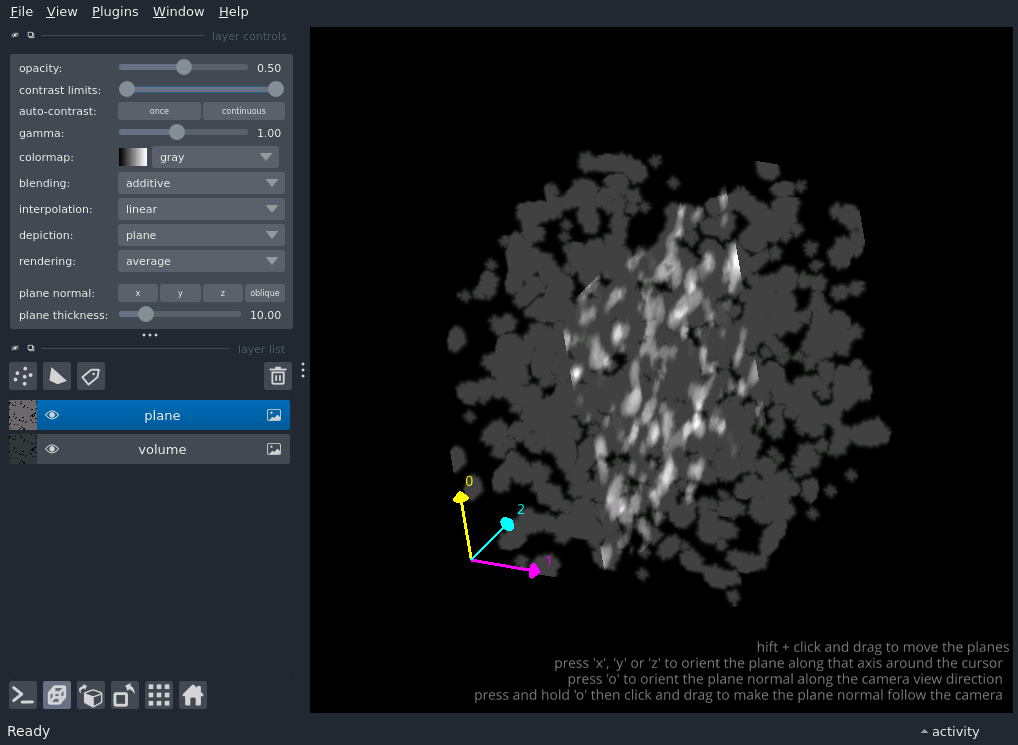 File View Plugins Window Help
layer controls
opacity: 0.50
contrast limits:
auto-contrast: once continuous
gamma: 1.00
colormap: gray
blending: additive
interpolation: linear
depiction: plane
rendering: average
plane normal: x y z oblique
plane thickness: 10.00
layer list
plane
volume
0
2
1
hift + click and drag to move the planes
press 'x', 'y' or 'z' to orient the plane along that axis around the cursor
press 'o' to orient the plane normal along the camera view direction
press and hold 'o' then click and drag to make the plane normal follow the camera
Ready activity